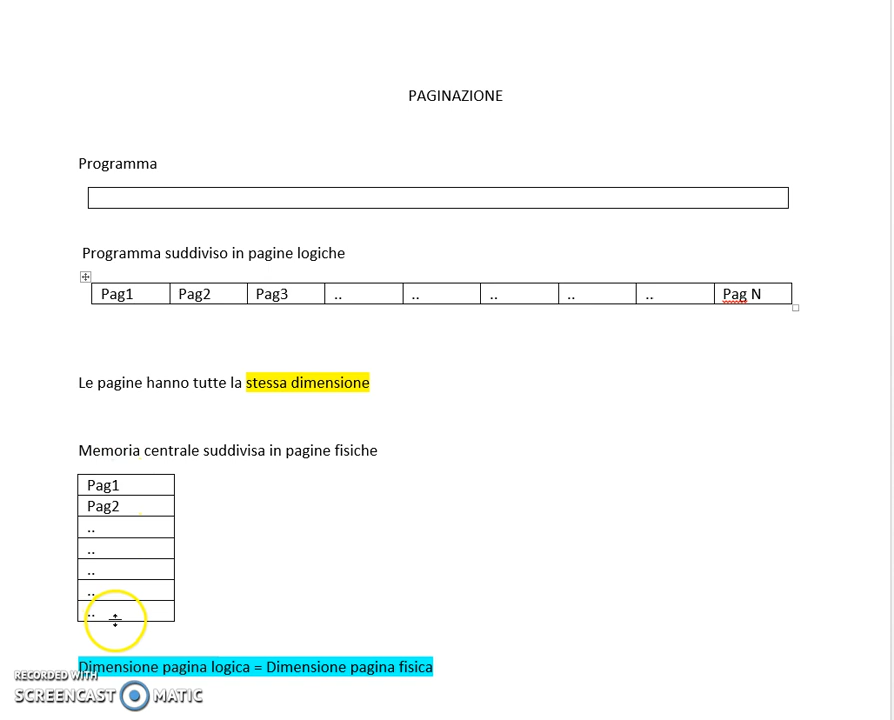 PAGINAZIONE
Programma
Programma suddiviso in pagine logiche
Pag1 Pag2 Pag3 .. .. .. .. .. Pag N
Le pagine hanno tutte la stessa dimensione
Memoria centrale suddivisa in pagine fisiche
Pag1
Pag2
..
..
..
..
..
Dimensione pagina logica = Dimensione pagina fisica
RECORDED WITH
SCREENCAST MATIC